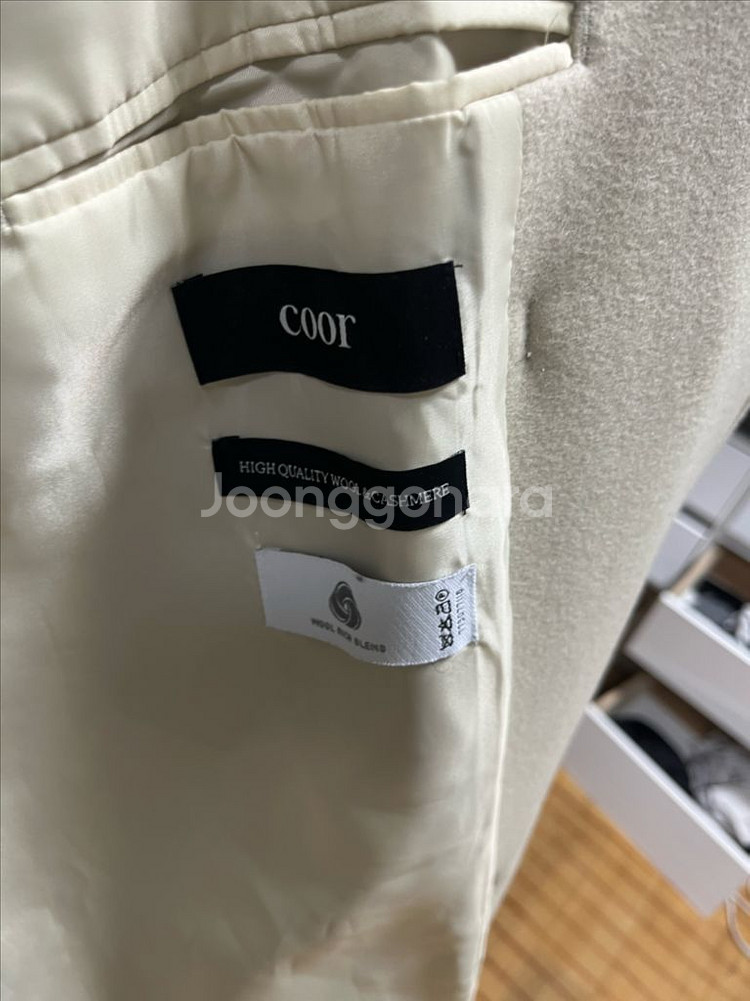 coor
HIGH QUALITY WOOL & CASHMERE
Joonggonara
WOOL RICH BLEND